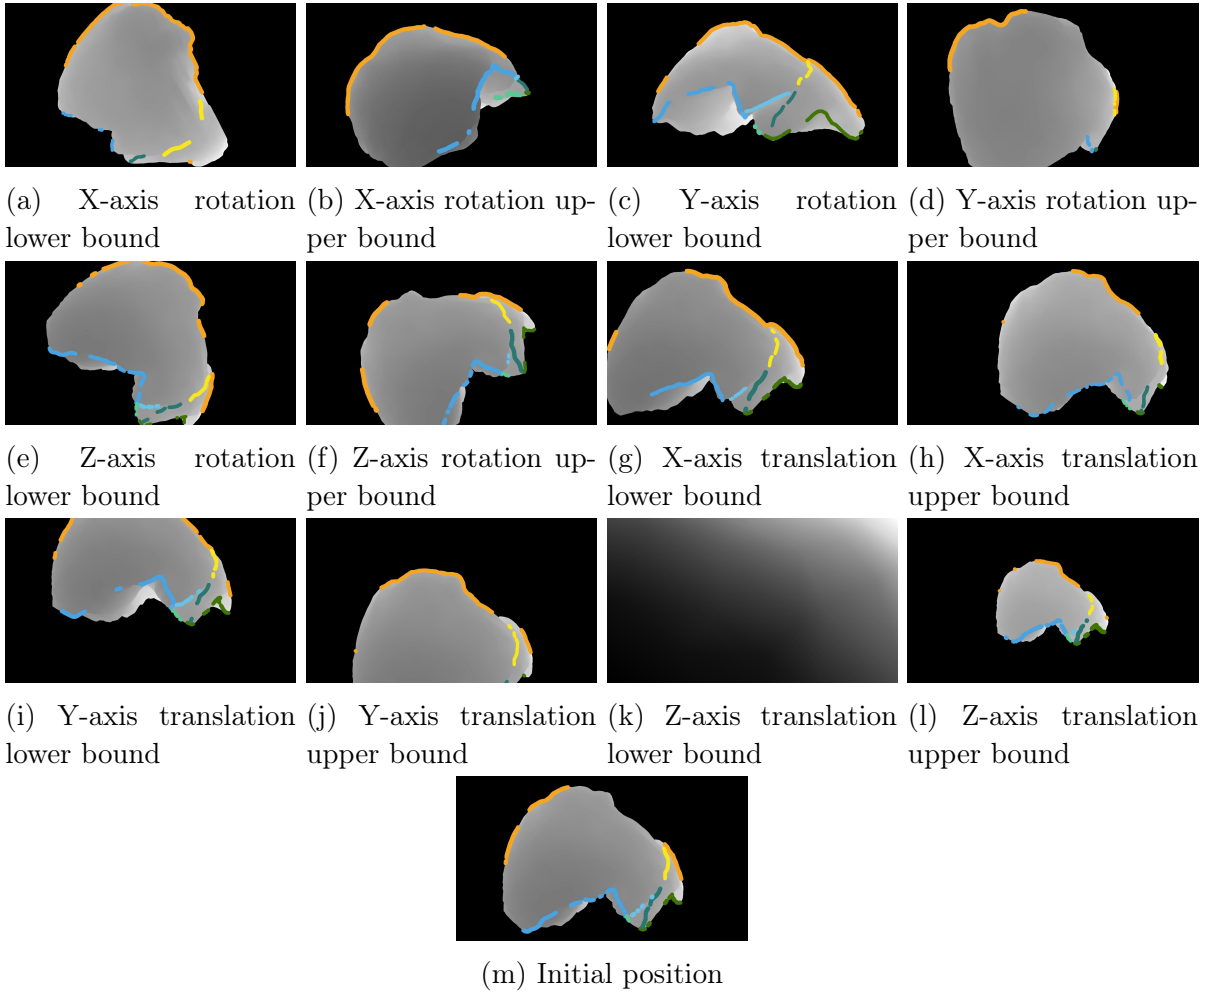 (a) X-axis rotation lower bound
(b) X-axis rotation up-
per bound
(c) Y-axis rotation lower bound
(d) Y-axis rotation up-
per bound
(e) Z-axis rotation lower bound
(f) Z-axis rotation up-
per bound
(g) X-axis translation lower bound
(h) X-axis translation upper bound
(i) Y-axis translation lower bound
(j) Y-axis translation upper bound
(k) Z-axis translation lower bound
(l) Z-axis translation upper bound
(m) Initial position